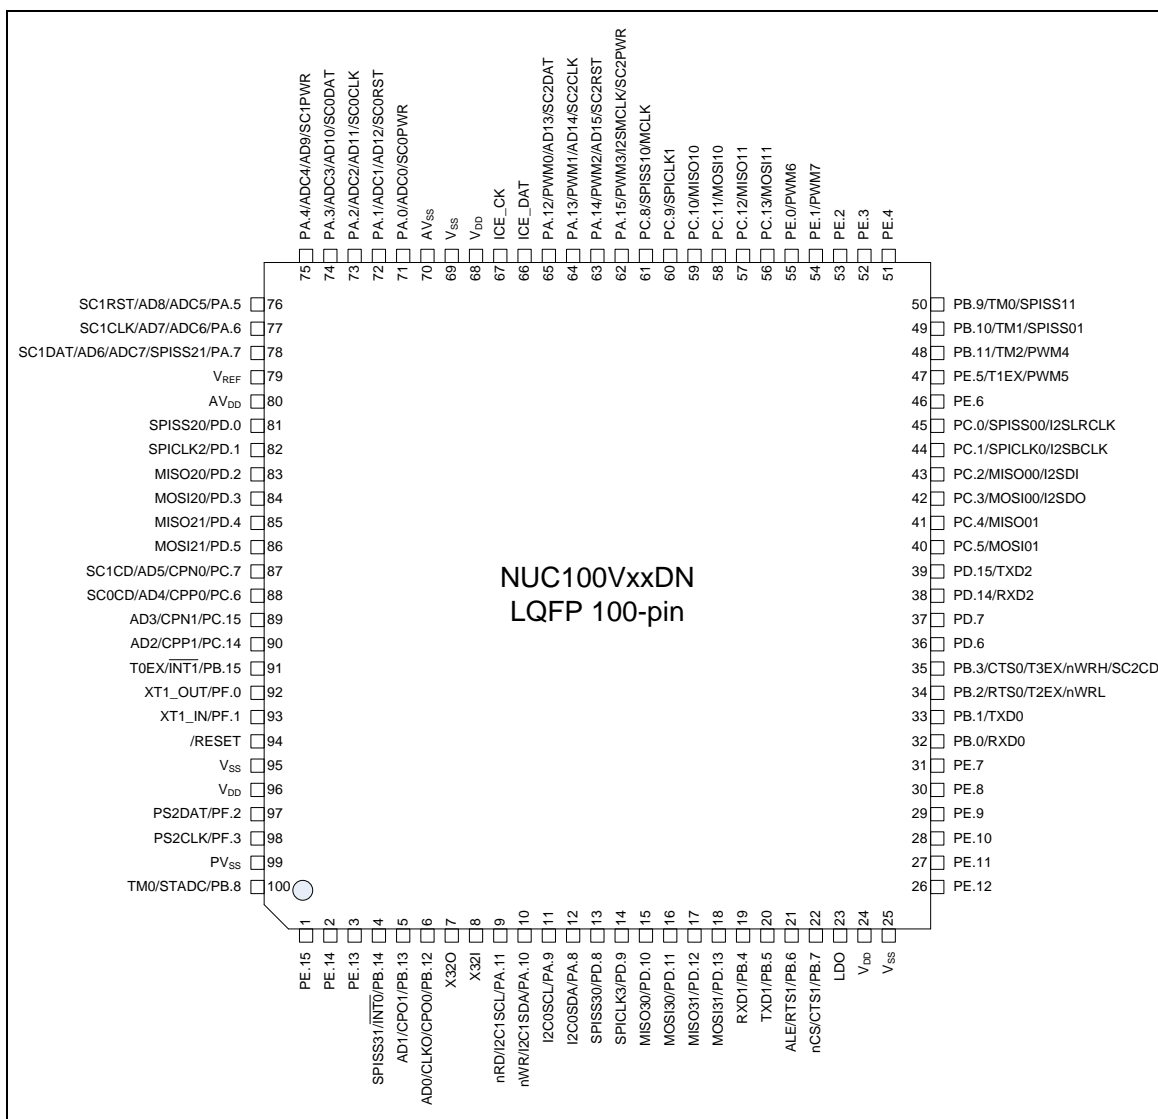 PA.4/ADC4/AD9/SC1PWR
PA.3/ADC3/AD10/SC0DAT
PA.2/ADC2/AD11/SC0CLK
PA.1/ADC1/AD12/SC0RST
PA.0/ADC0/SC0PWR
AVSS
VSS
VDD
ICE_CK
ICE_DAT
PA.12/PWM0/AD13/SC2DAT
PA.13/PWM1/AD14/SC2CLK
PA.14/PWM2/AD15/SC2RST
PA.15/PWM3/I2SMCLK/SC2PWR
PC.8/SPISS10/MCLK
PC.9/SPICLK1
PC.10/MISO10
PC.11/MOSI10
PC.12/MISO11
PC.13/MOSI11
PE.0/PWM6
PE.1/PWM7
PE.2
PE.3
PE.4
75 74 73 72 71 70 69 68 67 66 65 64 63 62 61 60 59 58 57 56 55 54 53 52 51
SC1RST/AD8/ADC5/PA.5 76
SC1CLK/AD7/ADC6/PA.6 77
SC1DAT/AD6/ADC7/SPISS21/PA.7 78
VREF 79
AVDD 80
SPISS20/PD.0 81
SPICLK2/PD.1 82
MISO20/PD.2 83
MOSI20/PD.3 84
MISO21/PD.4 85
MOSI21/PD.5 86
SC1CD/AD5/CPN0/PC.7 87
SC0CD/AD4/CPP0/PC.6 88
AD3/CPN1/PC.15 89
AD2/CPP1/PC.14 90
T0EX/INT1/PB.15 91
XT1_OUT/PF.0 92
XT1_IN/PF.1 93
/RESET 94
VSS 95
VDD 96
PS2DAT/PF.2 97
PS2CLK/PF.3 98
PVSS 99
TM0/STADC/PB.8 100
NUC100VxxDN
LQFP 100-pin
50 PB.9/TM0/SPISS11
49 PB.10/TM1/SPISS01
48 PB.11/TM2/PWM4
47 PE.5/T1EX/PWM5
46 PE.6
45 PC.0/SPISS00/I2SLRCLK
44 PC.1/SPICLK0/I2SBCLK
43 PC.2/MISO00/I2SDI
42 PC.3/MOSI00/I2SDO
41 PC.4/MISO01
40 PC.5/MOSI01
39 PD.15/TXD2
38 PD.14/RXD2
37 PD.7
36 PD.6
35 PB.3/CTS0/T3EX/nWRH/SC2CD
34 PB.2/RTS0/T2EX/nWRL
33 PB.1/TXD0
32 PB.0/RXD0
31 PE.7
30 PE.8
29 PE.9
28 PE.10
27 PE.11
26 PE.12
1 2 3 4 5 6 7 8 9 10 11 12 13 14 15 16 17 18 19 20 21 22 23 24 25
PE.15
PE.14
PE.13
SPISS31/INT0/PB.14
AD1/CPO1/PB.13
AD0/CLKO/CPO0/PB.12
X32O
X32I
nRD/I2C1SCL/PA.11
nWR/I2C1SDA/PA.10
I2C0SCL/PA.9
I2C0SDA/PA.8
SPISS30/PD.8
SPICLK3/PD.9
MISO30/PD.10
MOSI30/PD.11
MISO31/PD.12
MOSI31/PD.13
RXD1/PB.4
TXD1/PB.5
ALE/RTS1/PB.6
nCS/CTS1/PB.7
LDO
VDD
VSS